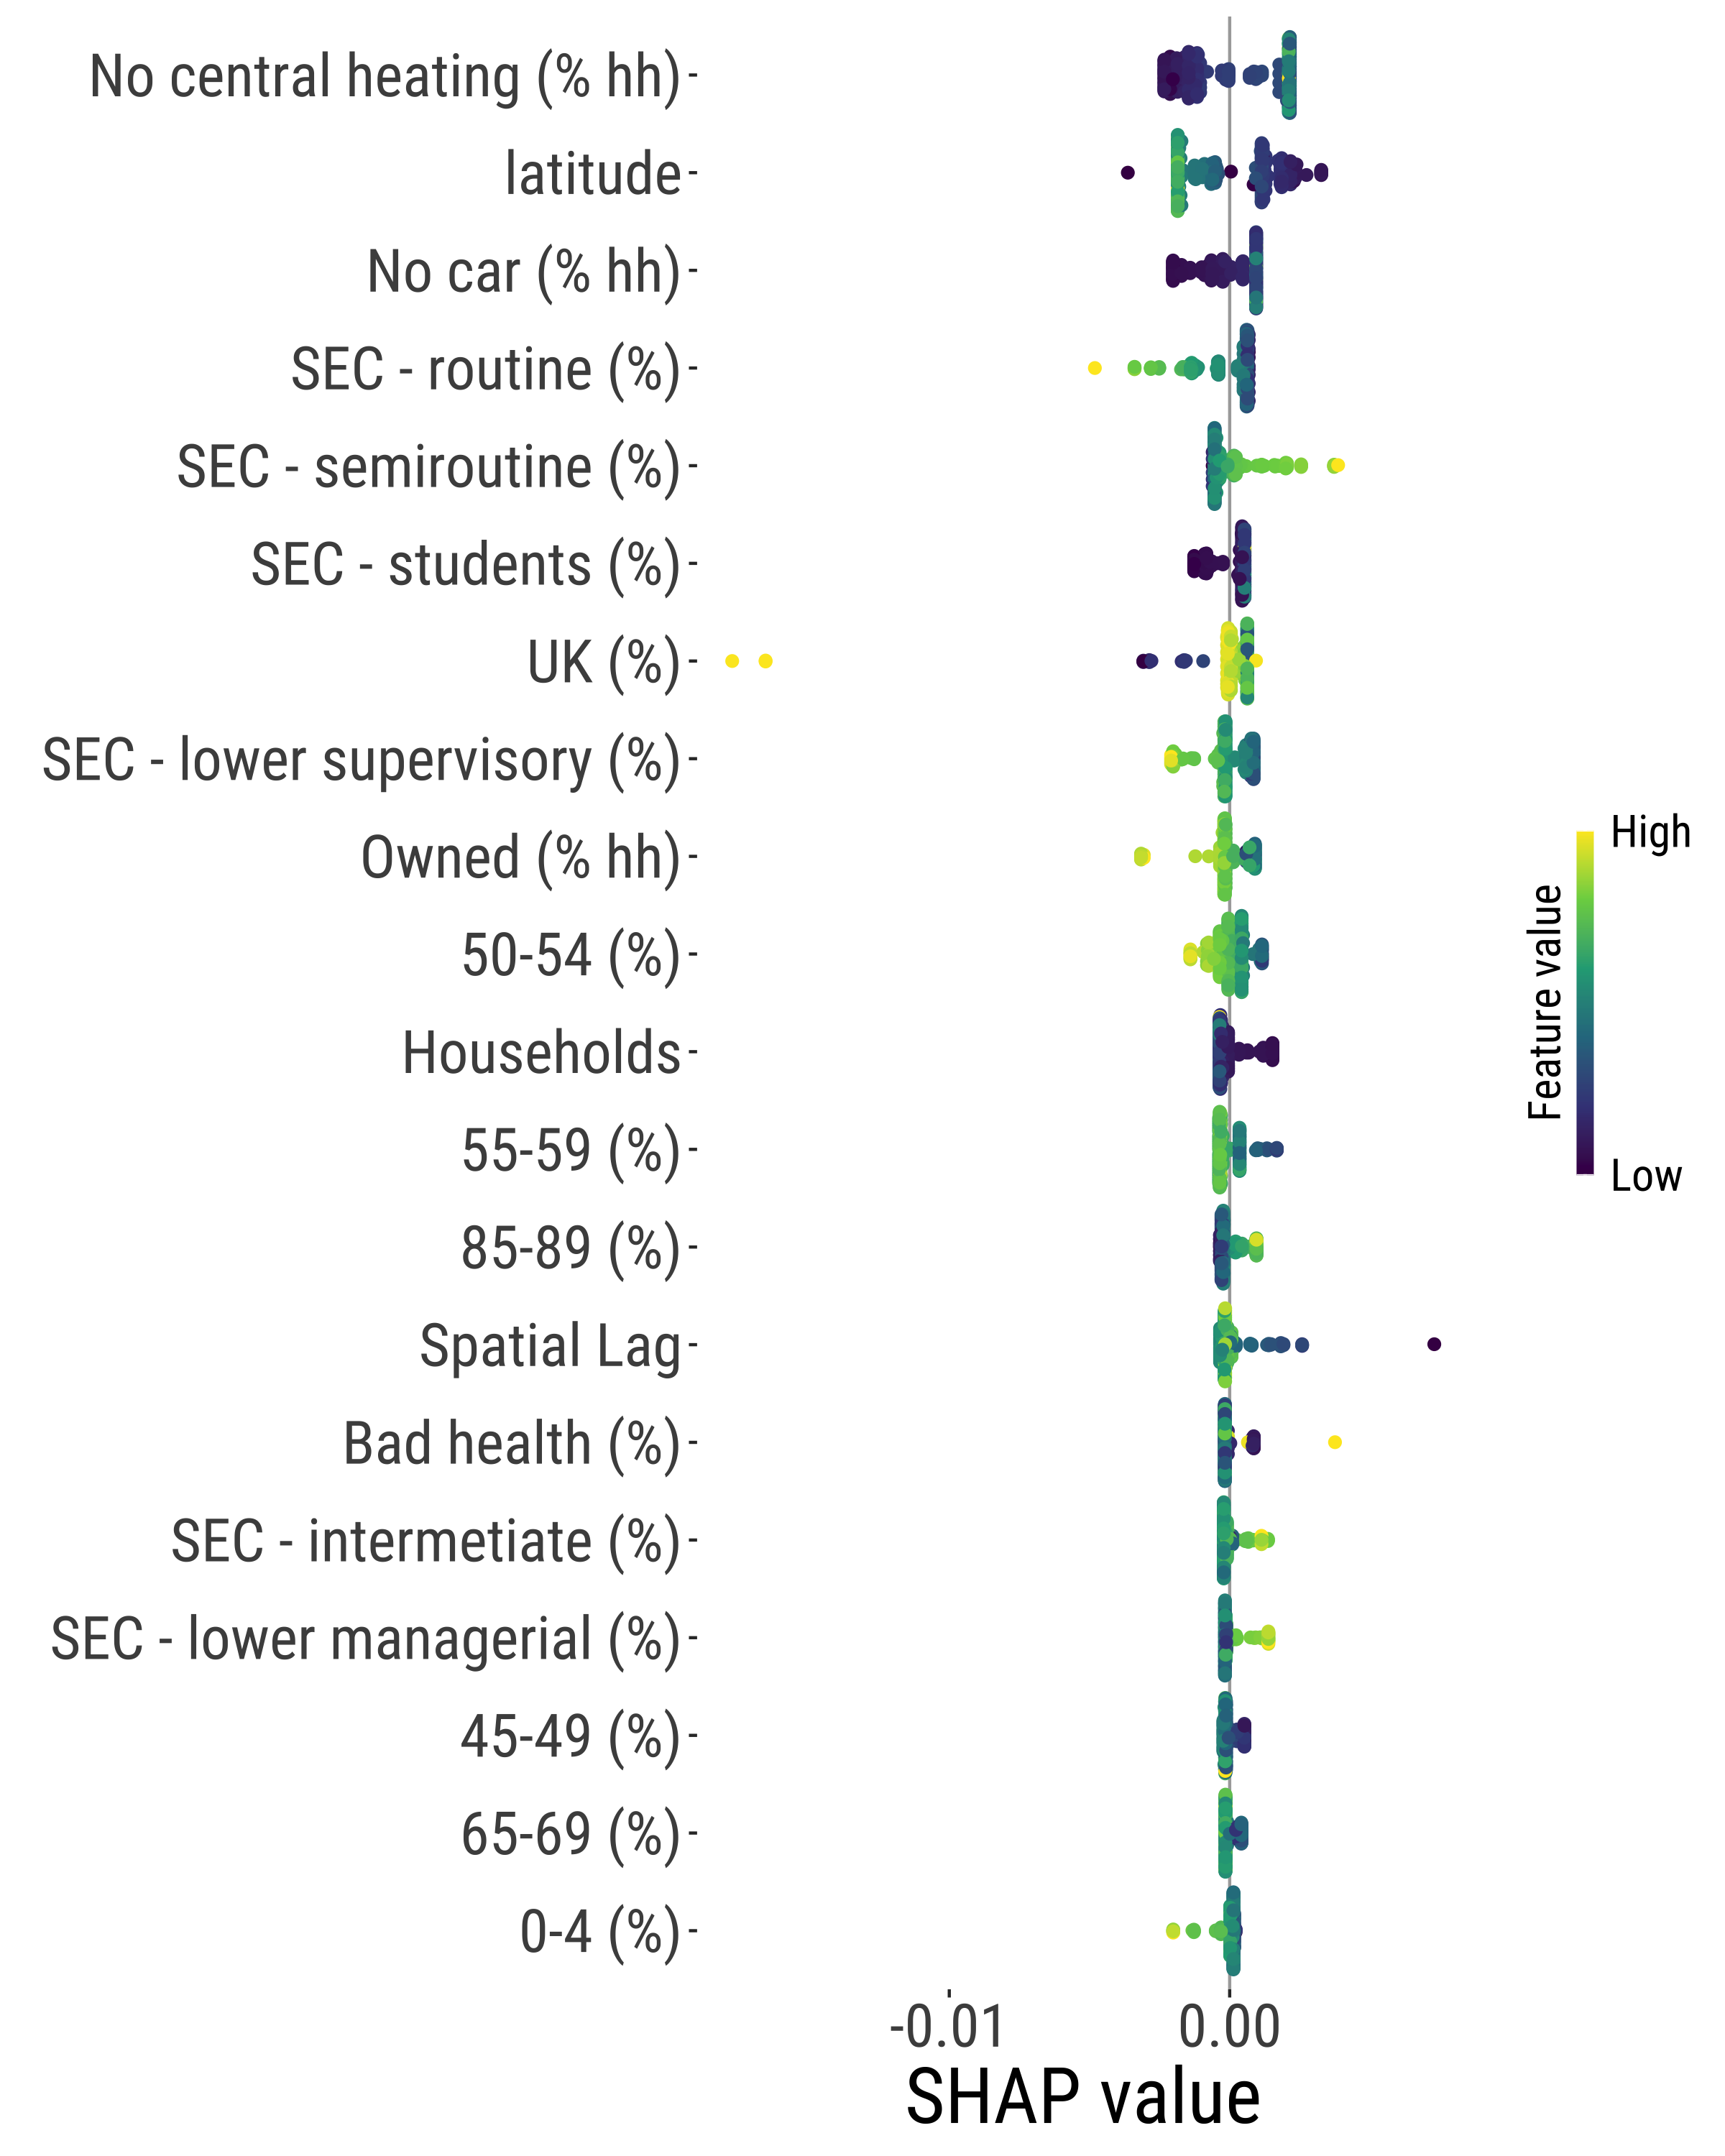 No central heating (% hh)
latitude
No car (% hh)
SEC - routine (%)
SEC - semiroutine (%)
SEC - students (%)
UK (%)
SEC - lower supervisory (%)
Owned (% hh)
50-54 (%)
Households
55-59 (%)
85-89 (%)
Spatial Lag
Bad health (%)
SEC - intermetiate (%)
SEC - lower managerial (%)
45-49 (%)
65-69 (%)
0-4 (%)
-0.01 0.00
SHAP value
High
Feature value
Low